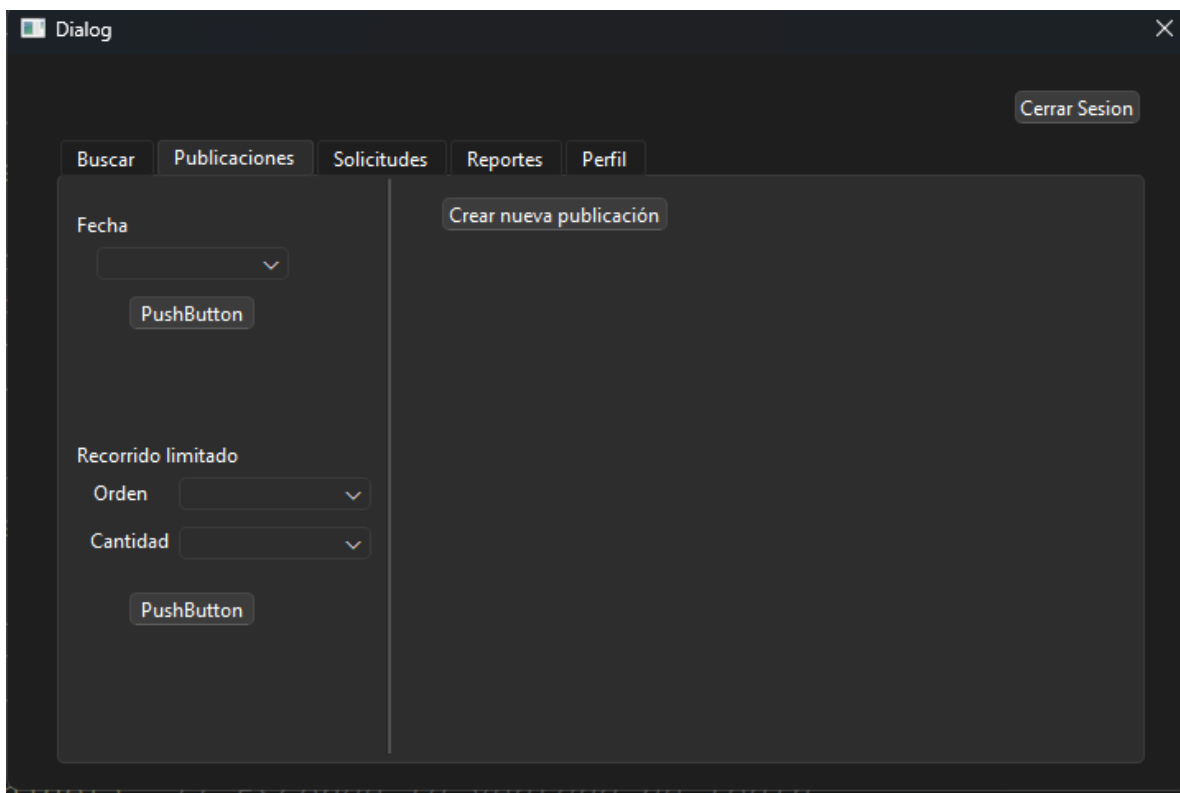 Dialog
Cerrar Sesion
Buscar Publicaciones Solicitudes Reportes Perfil
Fecha
Crear nueva publicación
PushButton
Recorrido limitado
Orden
Cantidad
PushButton